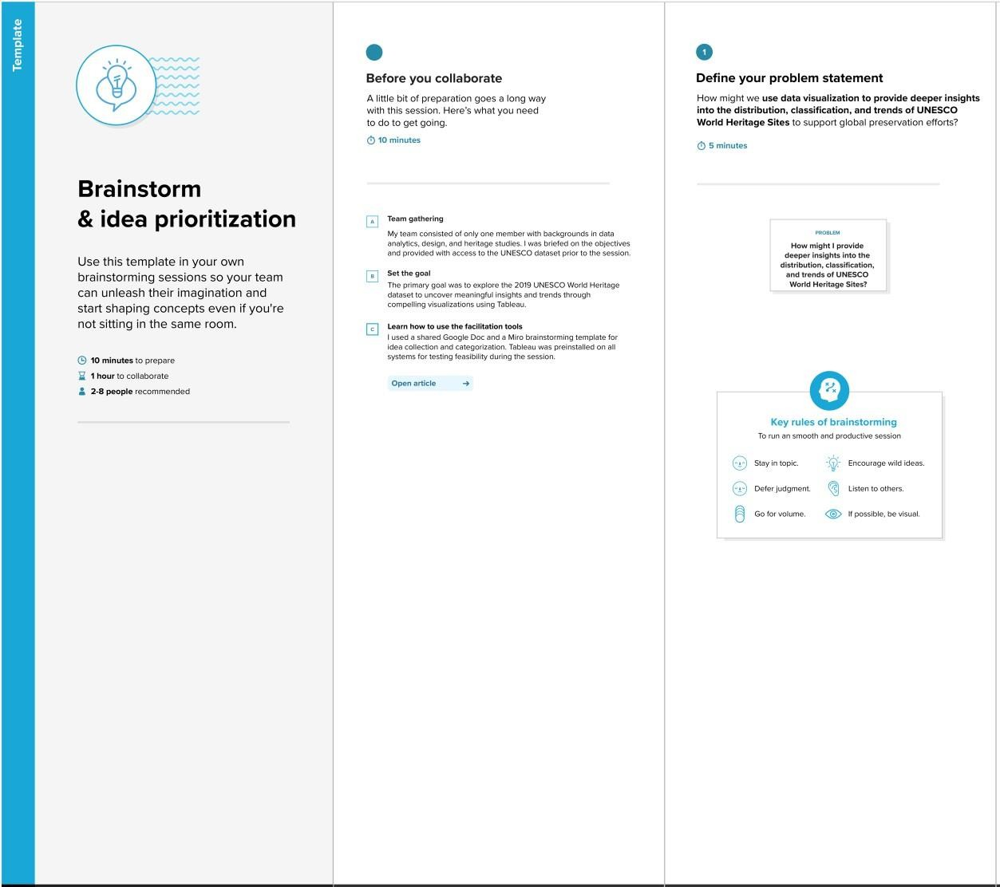 Template
Brainstorm
& idea prioritization
Use this template in your own
brainstorming sessions so your team
can unleash their imagination and
start shaping concepts even if you're
not sitting in the same room.
10 minutes to prepare
1 hour to collaborate
2-8 people recommended
Before you collaborate
A little bit of preparation goes a long way
with this session. Here’s what you need
to do to get going.
10 minutes
A
Team gathering
My team consisted of only one member with backgrounds in data
analytics, design, and heritage studies. I was briefed on the objectives
and provided with access to the UNESCO dataset prior to the session.
B
Set the goal
The primary goal was to explore the 2019 UNESCO World Heritage
dataset to uncover meaningful insights and trends through
compelling visualizations using Tableau.
C
Learn how to use the facilitation tools
I used a shared Google Doc and a Miro brainstorming template for
idea collection and categorization. Tableau was preinstalled on all
systems for testing feasibility during the session.
Open article
1
Define your problem statement
How might we use data visualization to provide deeper insights
into the distribution, classification, and trends of UNESCO
World Heritage Sites to support global preservation efforts?
5 minutes
PROBLEM
How might I provide
deeper insights into the
distribution, classification,
and trends of UNESCO
World Heritage Sites?
Key rules of brainstorming
To run an smooth and productive session
Stay in topic.
Encourage wild ideas.
Defer judgment.
Listen to others.
Go for volume.
If possible, be visual.